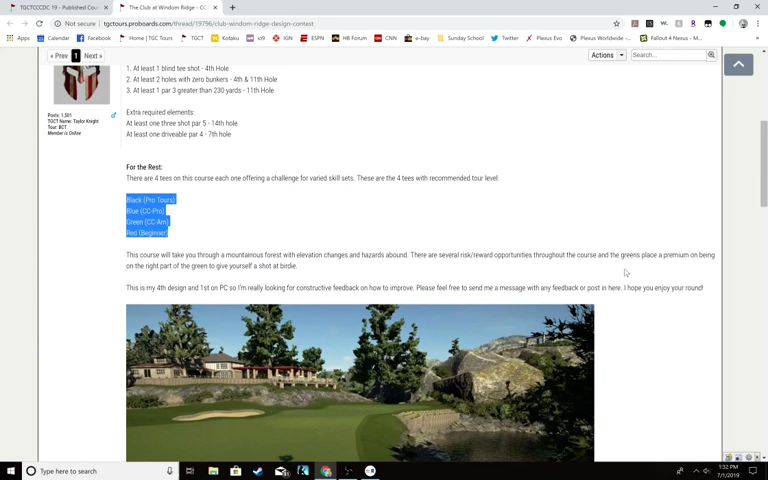 TGCTCCCDC 19 - Published Cour
The Club at Windom Ridge - CC
Not secure
tgctours.proboards.com/thread/19796/club-windom-ridge-design-contest
Apps
Calendar
Facebook
Home | TGC Tours
TGCT
Kotaku
io9
IGN
ESPN
HB Forum
CNN
e-bay
Sunday School
Twitter
Plexus Evo
Plexus Worldwide -...
Fallout 4 Nexus - M...
« Prev
1
Next »
Actions
Search...
1. At least 1 blind tee shot - 4th Hole
2. At least 2 holes with zero bunkers - 4th & 11th Hole
3. At least 1 par 3 greater than 230 yards - 11th Hole
Posts: 1,501
TGCT Name: Taylor Knight
Tour: BCT
Member is Online
Extra required elements:
At least one three shot par 5 - 14th hole
At least one driveable par 4 - 7th hole
For the Rest:
There are 4 tees on this course each one offering a challenge for varied skill sets. These are the 4 tees with recommended tour level:
Black (Pro Tours)
Blue (CC-Pro)
Green (CC-Am)
Red (Beginner)
This course will take you through a mountainous forest with elevation changes and hazards abound. There are several risk/reward opportunities throughout the course and the greens place a premium on being
on the right part of the green to give yourself a shot at birdie.
This is my 4th design and 1st on PC so I'm really looking for constructive feedback on how to improve. Please feel free to send me a message with any feedback or post in here. I hope you enjoy your round!
Type here to search
1:32 PM
7/1/2019